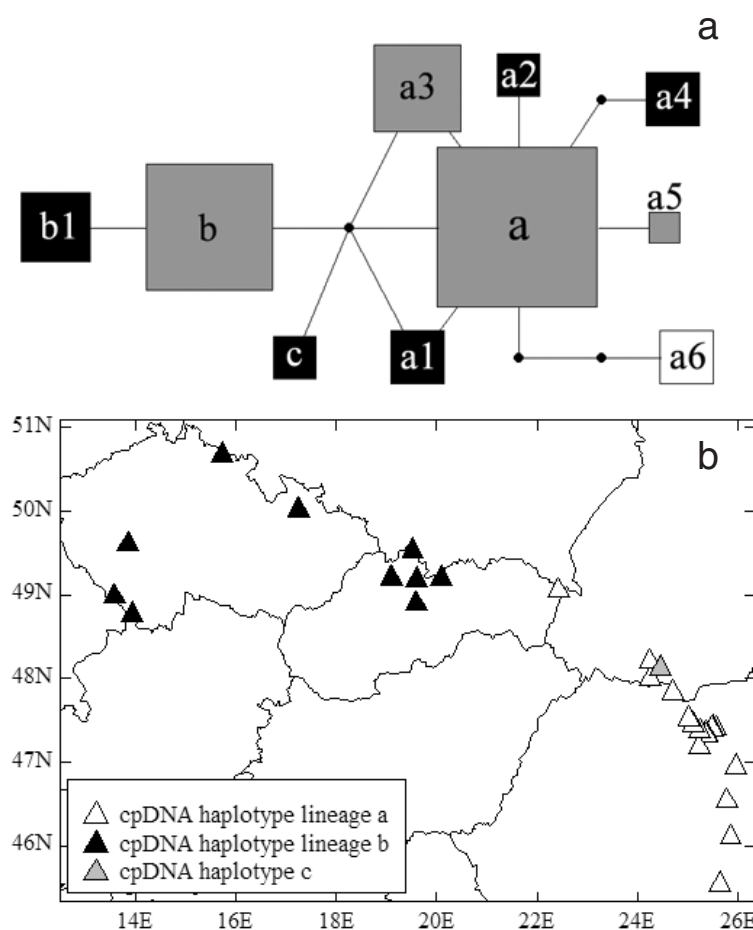 a
a3
a2
a4
b1
b
a
a5
c
a1
a6
51N
50N
49N
48N
47N
46N
b
cpDNA haplotype lineage a
cpDNA haplotype lineage b
cpDNA haplotype c
14E 16E 18E 20E 22E 24E 26E